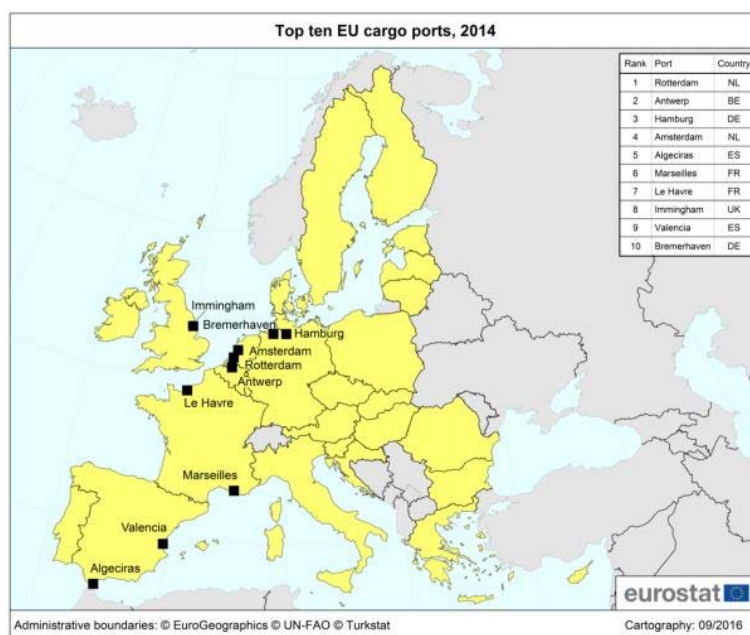 Top ten EU cargo ports, 2014
Rank Port Country
1 Rotterdam NL
2 Antwerp BE
3 Hamburg DE
4 Amsterdam NL
5 Algeciras ES
6 Marseilles FR
7 Le Havre FR
8 Immingham UK
9 Valencia ES
10 Bremerhaven DE
Immingham
Bremerhaven
Hamburg
Amsterdam
Rotterdam
Antwerp
Le Havre
Marseilles
Valencia
Algeciras
eurostat
Administrative boundaries: © EuroGeographics © UN-FAO © Turkstat
Cartography: 09/2016